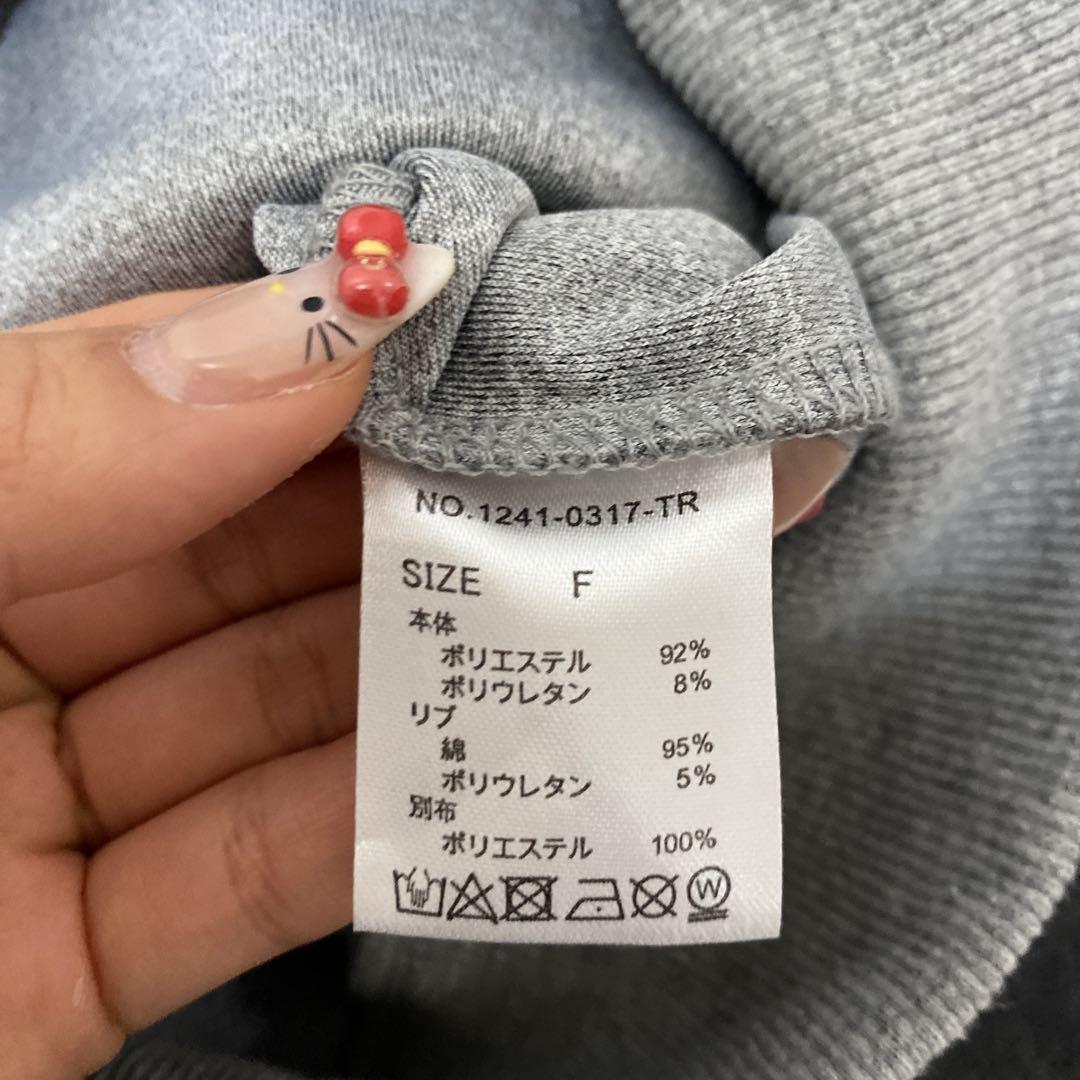 NO.1241-0317-TR
SIZE F
本体
ポリエステル 92%
ポリウレタン 8%
リブ
綿 95%
ポリウレタン 5%
別布
ポリエステル 100%
W